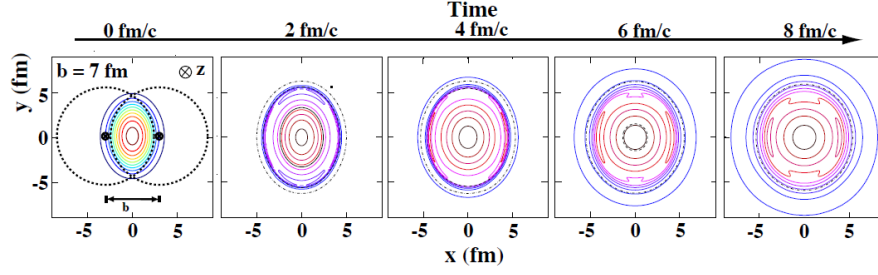 Time
0 fm/c 2 fm/c 4 fm/c 6 fm/c 8 fm/c
b = 7 fm ⊗ z
y (fm)
5
0
-5
b
-5 0 5 -5 0 5 -5 0 5 -5 0 5 -5 0 5
x (fm)